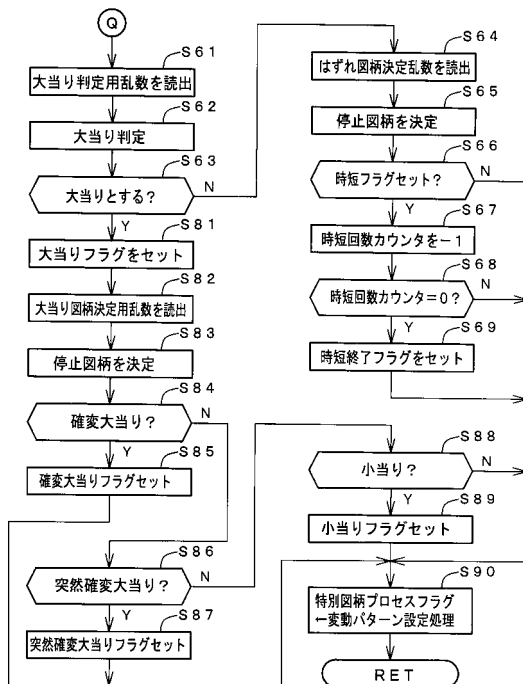 Q
S61
大当り判定用乱数を読出
S62
大当り判定
S63
大当りとする?
N
Y
S81
大当りフラグをセット
S82
大当り図柄決定用乱数を読出
S83
停止図柄を決定
S84
確変大当り?
N
Y
S85
確変大当りフラグセット
S86
突然確変大当り?
N
Y
S87
突然確変大当りフラグセット
S64
はずれ図柄決定乱数を読出
S65
停止図柄を決定
S66
時短フラグセット?
N
Y
S67
時短回数カウンタを-1
S68
時短回数カウンタ=0?
N
Y
S69
時短終了フラグをセット
S88
小当り?
N
Y
S89
小当りフラグセット
S90
特別図柄プロセスフラグ
←変動パターン設定処理
RET